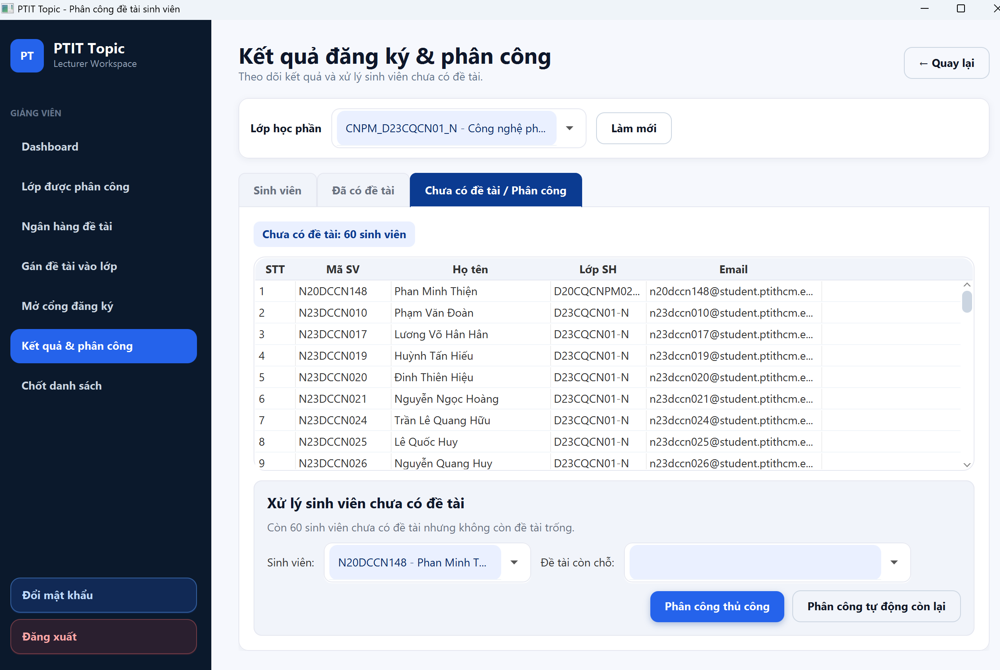 PTIT Topic - Phân công đề tài sinh viên
PT
PTIT Topic
Lecturer Workspace
GIẢNG VIÊN
Dashboard
Lớp được phân công
Ngân hàng đề tài
Gán đề tài vào lớp
Mở cổng đăng ký
Kết quả & phân công
Chốt danh sách
Đổi mật khẩu
Đăng xuất
Kết quả đăng ký & phân công
Theo dõi kết quả và xử lý sinh viên chưa có đề tài.
← Quay lại
Lớp học phần CNPM_D23CQCN01_N - Công nghệ ph... Làm mới
Sinh viên Đã có đề tài Chưa có đề tài / Phân công
Chưa có đề tài: 60 sinh viên
STT Mã SV Họ tên Lớp SH Email
1 N20DCCN148 Phan Minh Thiện D20CQCNPM02... n20dccn148@student.ptithcm.e...
2 N23DCCN010 Phạm Văn Đoàn D23CQCN01-N n23dccn010@student.ptithcm.e...
3 N23DCCN017 Lương Võ Hân Hân D23CQCN01-N n23dccn017@student.ptithcm.e...
4 N23DCCN019 Huỳnh Tấn Hiếu D23CQCN01-N n23dccn019@student.ptithcm.e...
5 N23DCCN020 Đinh Thiên Hiệu D23CQCN01-N n23dccn020@student.ptithcm.e...
6 N23DCCN021 Nguyễn Ngọc Hoàng D23CQCN01-N n23dccn021@student.ptithcm.e...
7 N23DCCN024 Trần Lê Quang Hữu D23CQCN01-N n23dccn024@student.ptithcm.e...
8 N23DCCN025 Lê Quốc Huy D23CQCN01-N n23dccn025@student.ptithcm.e...
9 N23DCCN026 Nguyễn Quang Huy D23CQCN01-N n23dccn026@student.ptithcm.e...
Xử lý sinh viên chưa có đề tài
Còn 60 sinh viên chưa có đề tài nhưng không còn đề tài trống.
Sinh viên: N20DCCN148 - Phan Minh T... Đề tài còn chỗ:
Phân công thủ công Phân công tự động còn lại